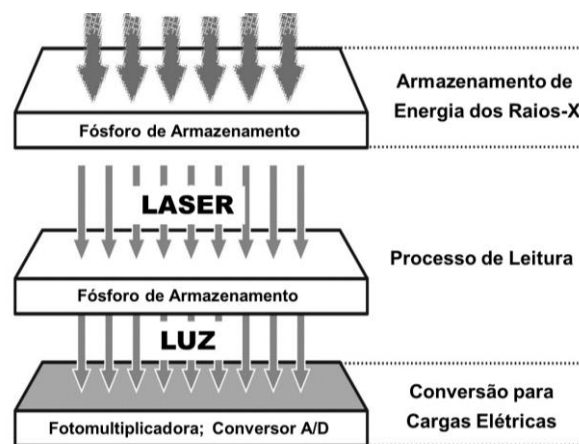 Armazenamento de
Energia dos Raios-X
Fósforo de Armazenamento
LASER
Processo de Leitura
Fósforo de Armazenamento
LUZ
Conversão para
Cargas Elétricas
Fotomultiplicadora; Conversor A/D